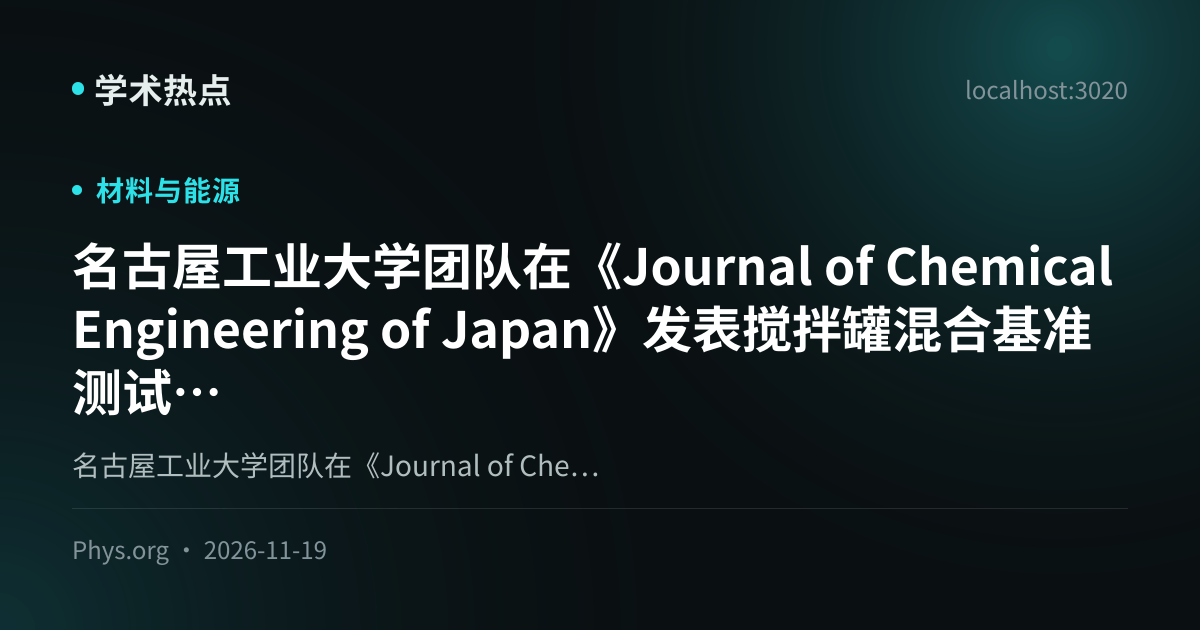 学术热点
localhost:3020
材料与能源
名古屋工业大学团队在《Journal of Chemical
Engineering of Japan》发表搅拌罐混合基准
测试…
名古屋工业大学团队在《Journal of Che…
Phys.org · 2026-11-19